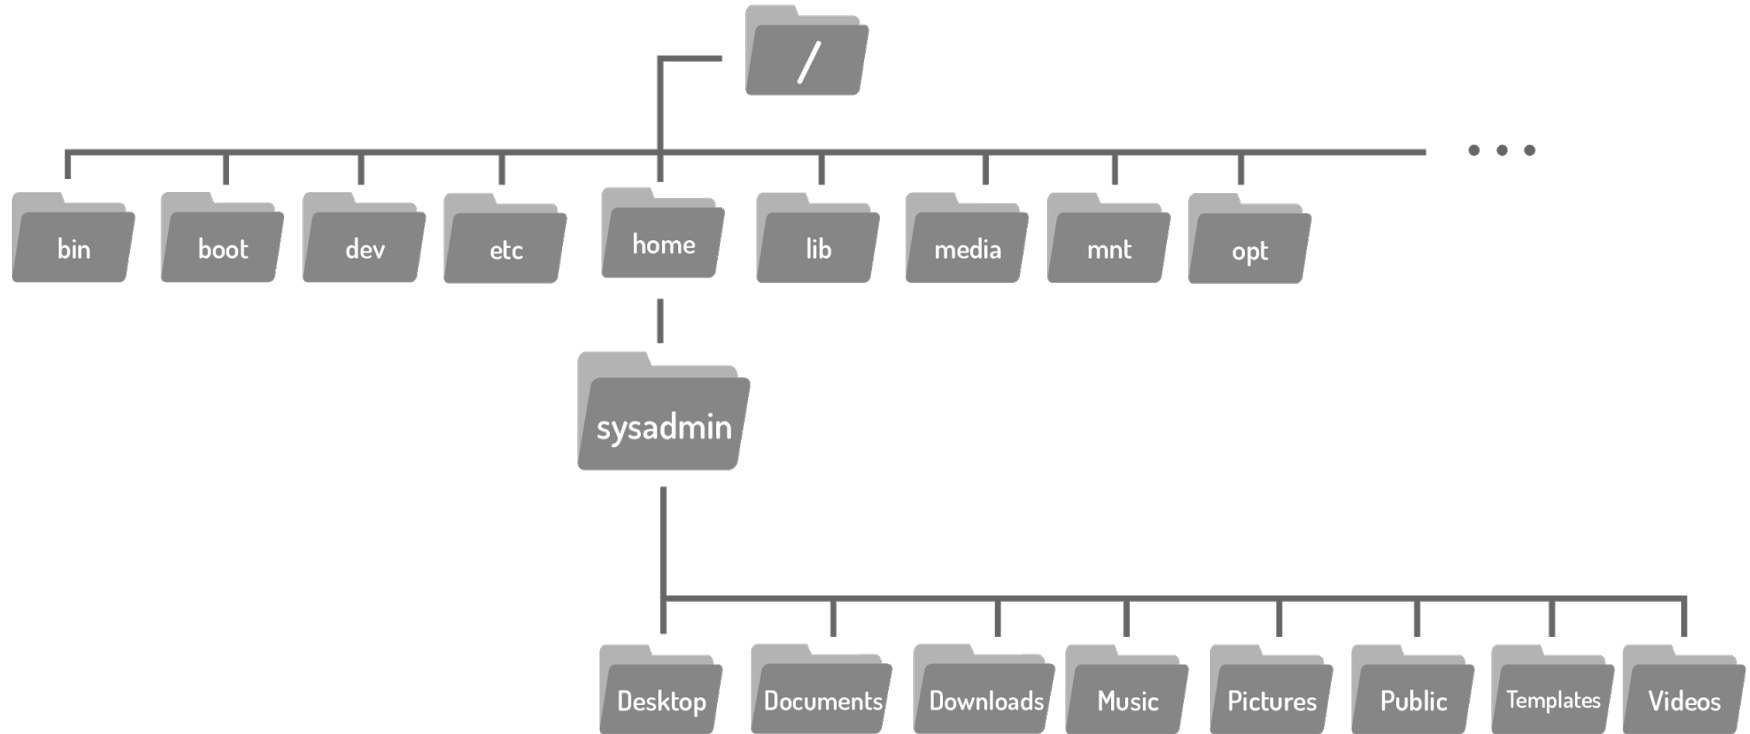 /
bin
boot
dev
etc
home
lib
media
mnt
opt
...
sysadmin
Desktop
Documents
Downloads
Music
Pictures
Public
Templates
Videos